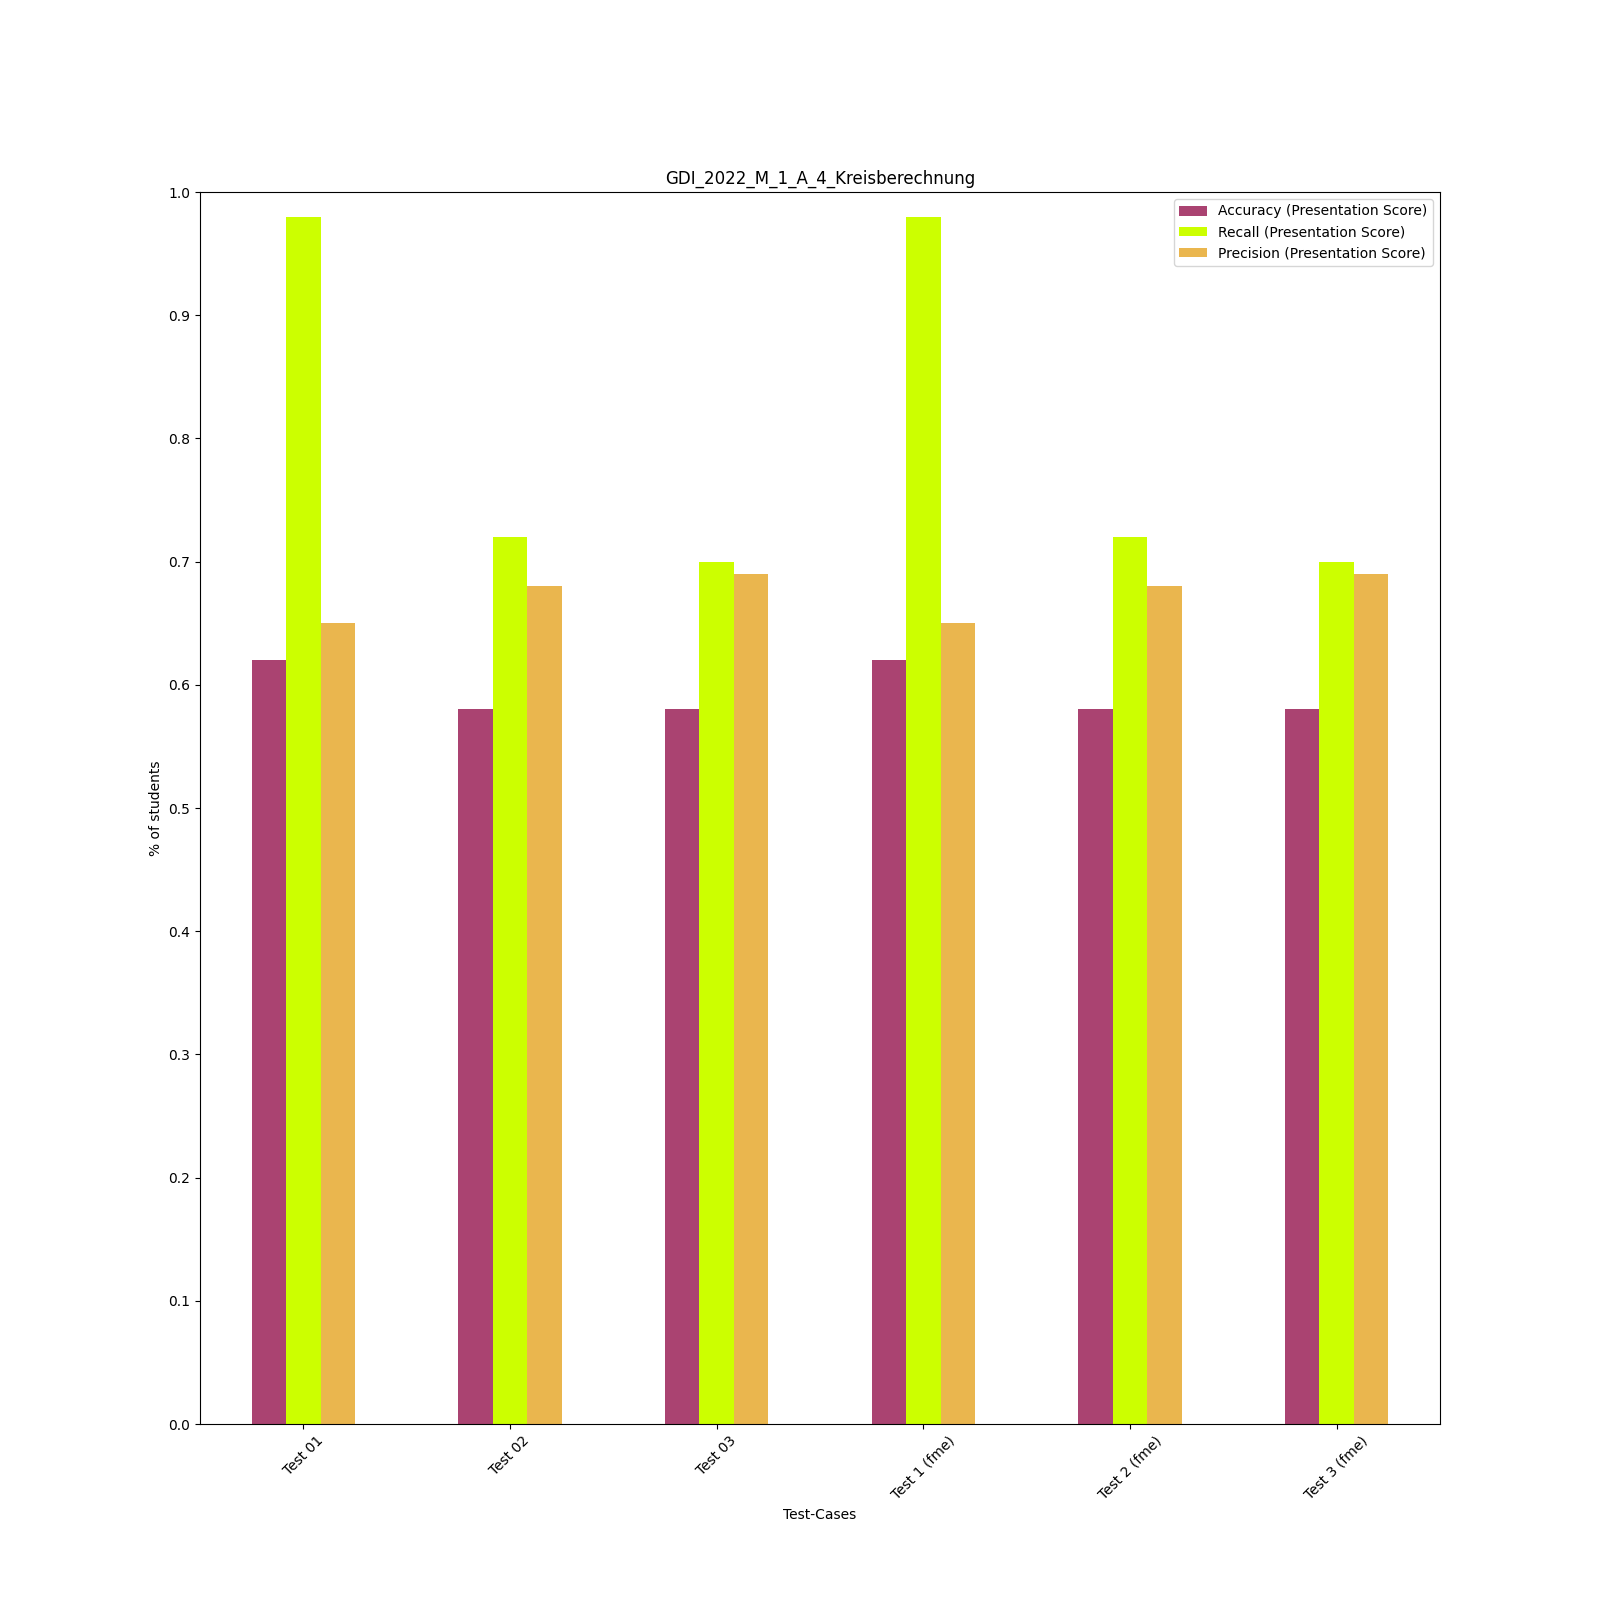 GDI_2022_M_1_A_4_Kreisberechnung
Accuracy (Presentation Score)
Recall (Presentation Score)
Precision (Presentation Score)
1.0
0.9
0.8
0.7
0.6
0.5
0.4
0.3
0.2
0.1
0.0
% of students
Test 01
Test 02
Test 03
Test 1 (fme)
Test 2 (fme)
Test 3 (fme)
Test-Cases